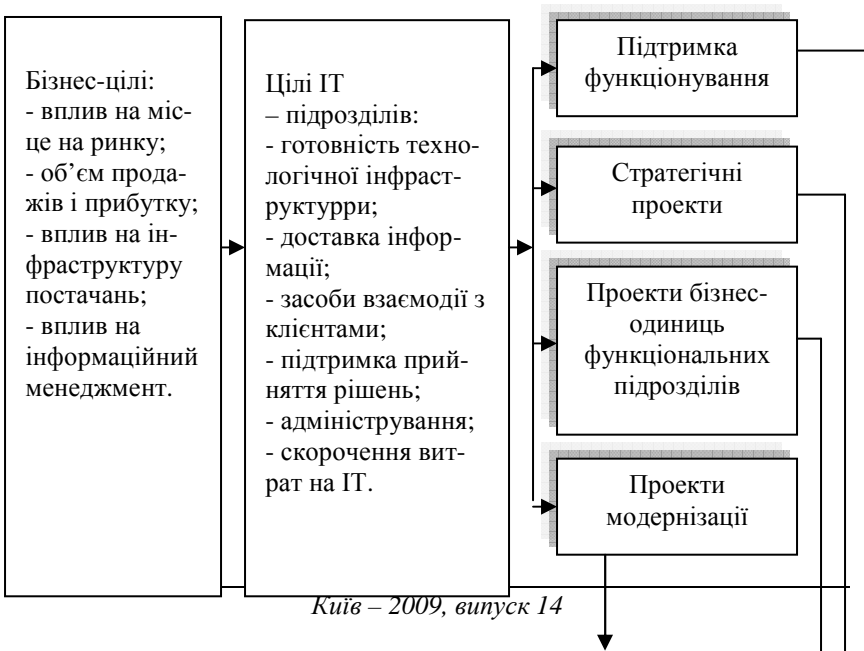 Бізнес-цілі:
- вплив на міс-
це на ринку;
- об’єм прода-
жів і прибутку;
- вплив на ін-
фраструктуру
постачань;
- вплив на
інформаційний
менеджмент.
Цілі ІТ
– підрозділів:
- готовність техно-
логічної інфраст-
руктурри;
- доставка інфор-
мації;
- засоби взаємодії з
клієнтами;
- підтримка прий-
няття рішень;
- адміністрування;
- скорочення вит-
рат на ІТ.
Підтримка
функціонування
Стратегічні
проекти
Проекти бізнес-
одиниць
функціональних
підрозділів
Проекти
модернізації
Київ – 2009, випуск 14